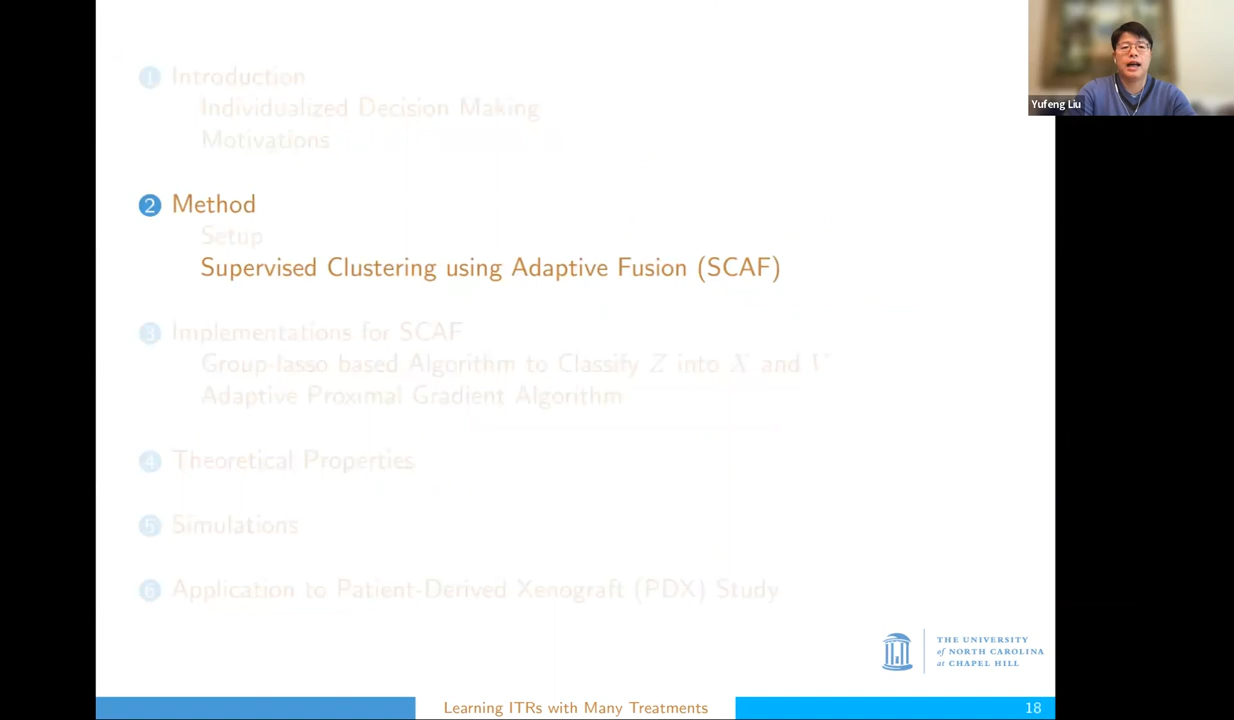 Yufeng Liu
1 Introduction
Individualized Decision Making
Motivations
2 Method
Setup
Supervised Clustering using Adaptive Fusion (SCAF)
3 Implementations for SCAF
Group-lasso based Algorithm to Classify Z into X and V
Adaptive Proximal Gradient Algorithm
4 Theoretical Properties
5 Simulations
6 Application to Patient-Derived Xenograft (PDX) Study
THE UNIVERSITY
of NORTH CAROLINA
at CHAPEL HILL
Learning ITRs with Many Treatments
18